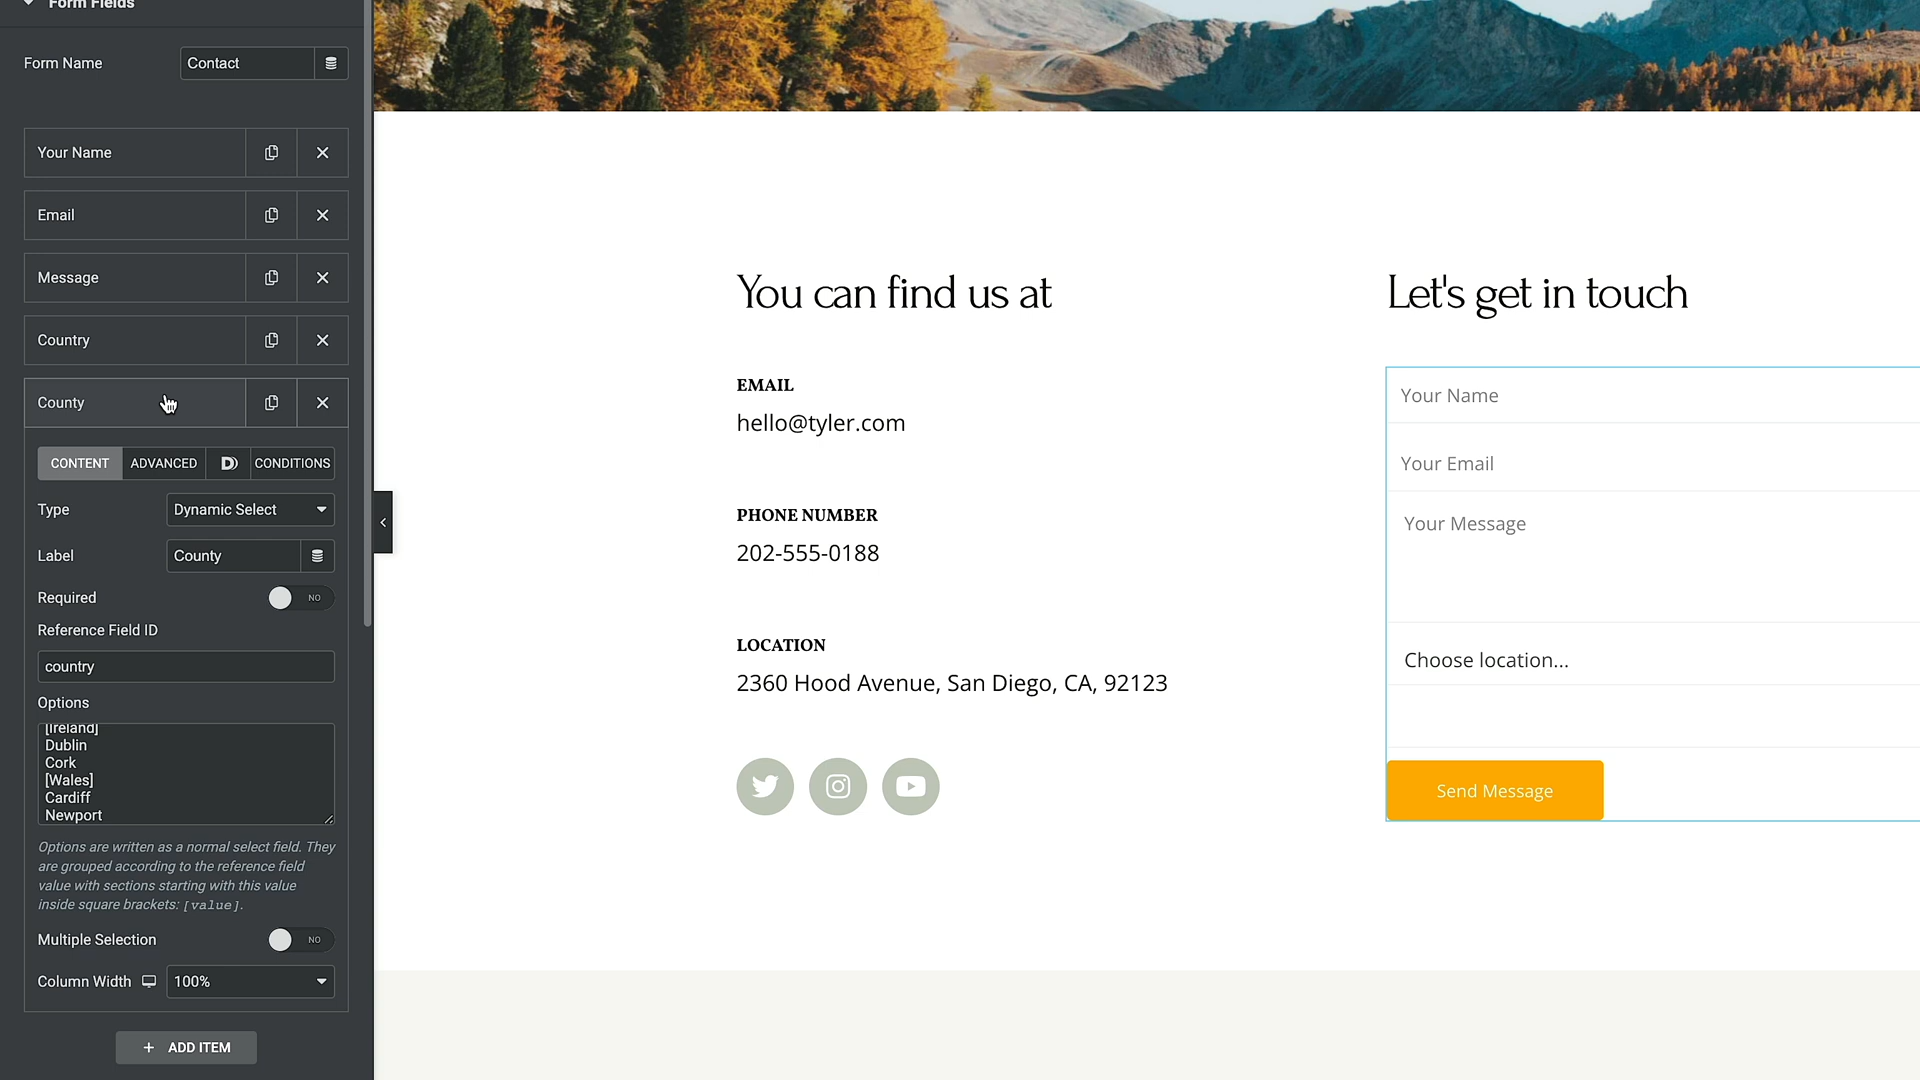 Form Fields
Form Name
Contact
Your Name
Email
Message
Country
County
CONTENT
ADVANCED
CONDITIONS
Type
Dynamic Select
Label
County
Required
NO
Reference Field ID
country
Options
[Ireland]
Dublin
Cork
[Wales]
Cardiff
Newport
Options are written as a normal select field. They
are grouped according to the reference field
value with sections starting with this value
inside square brackets: [value].
Multiple Selection
NO
Column Width
100%
+ ADD ITEM
You can find us at
EMAIL
hello@tyler.com
PHONE NUMBER
202-555-0188
LOCATION
2360 Hood Avenue, San Diego, CA, 92123
Let's get in touch
Your Name
Your Email
Your Message
Choose location...
Send Message